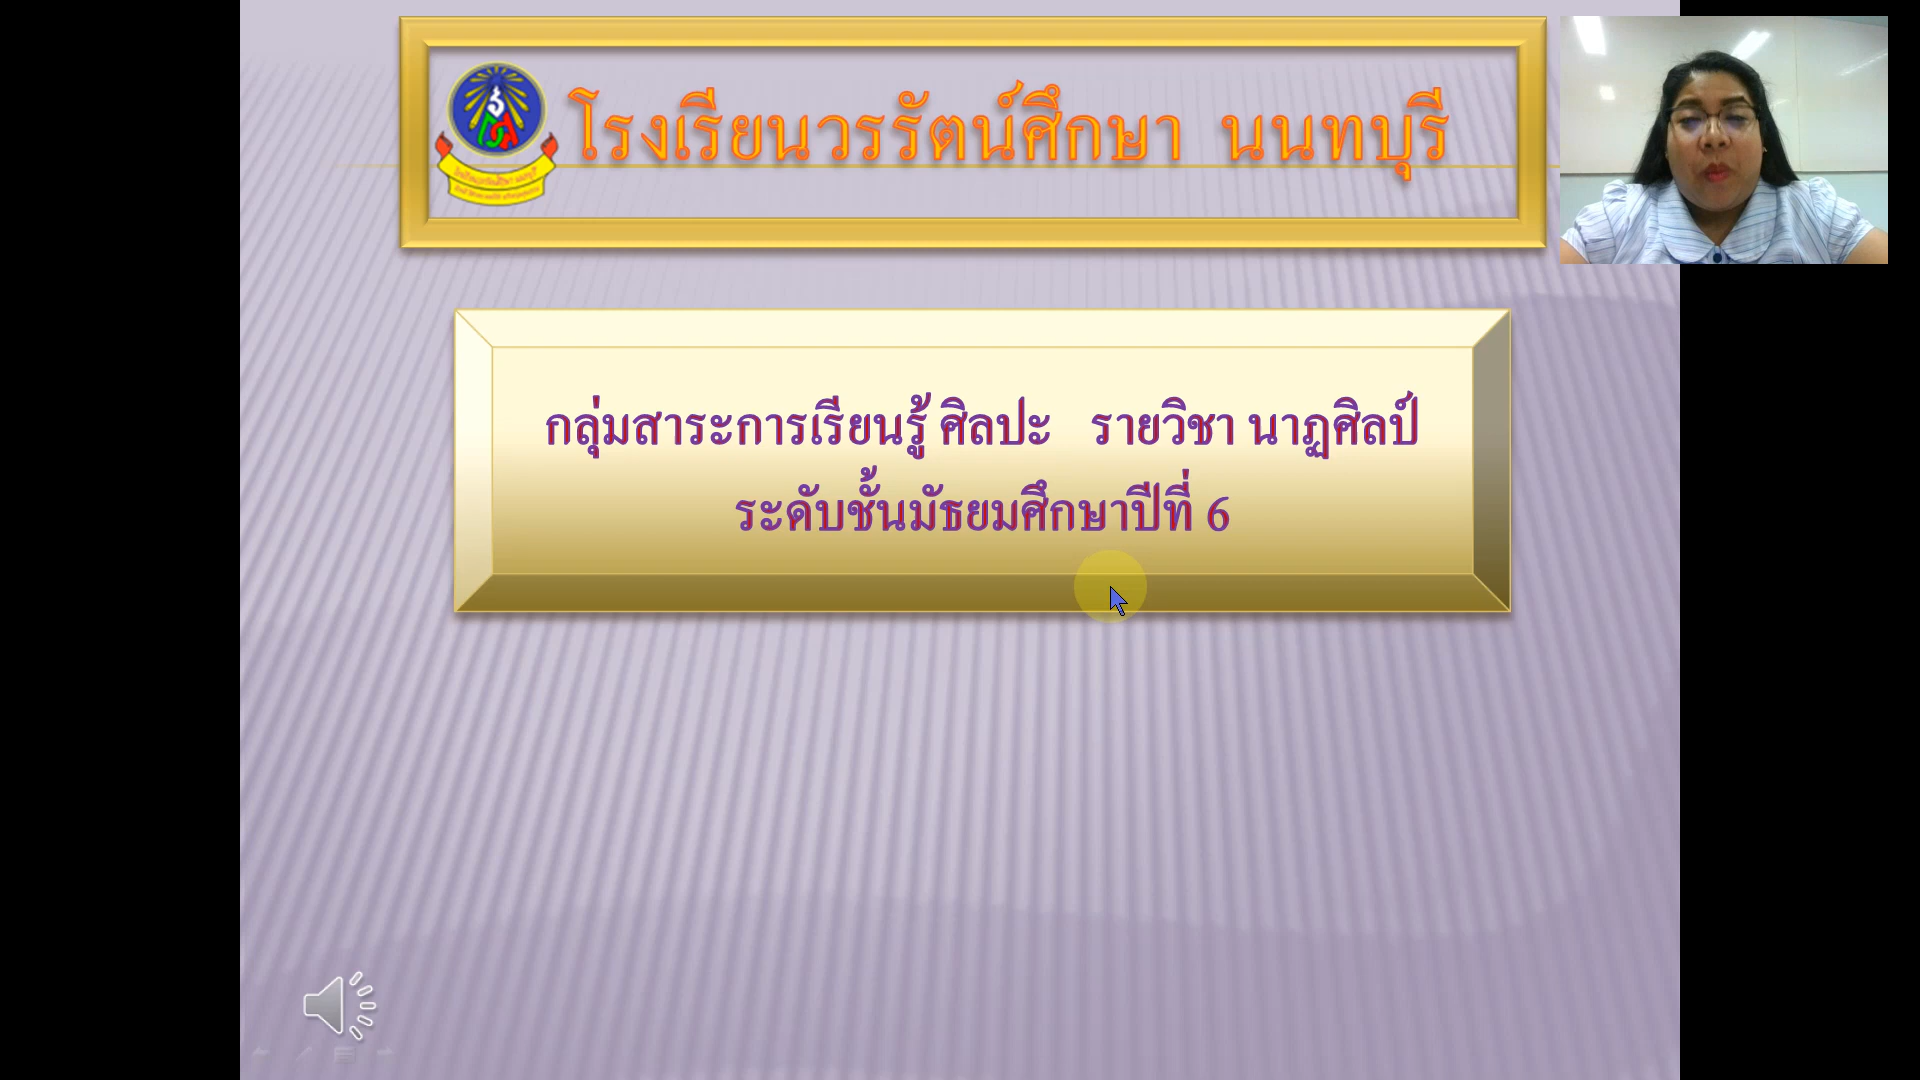 โรงเรียนวรรัตน์ศึกษา นนทบุรี
กลุ่มสาระการเรียนรู้ ศิลปะ รายวิชา นาฏศิลป์
ระดับชั้นมัธยมศึกษาปีที่ 6